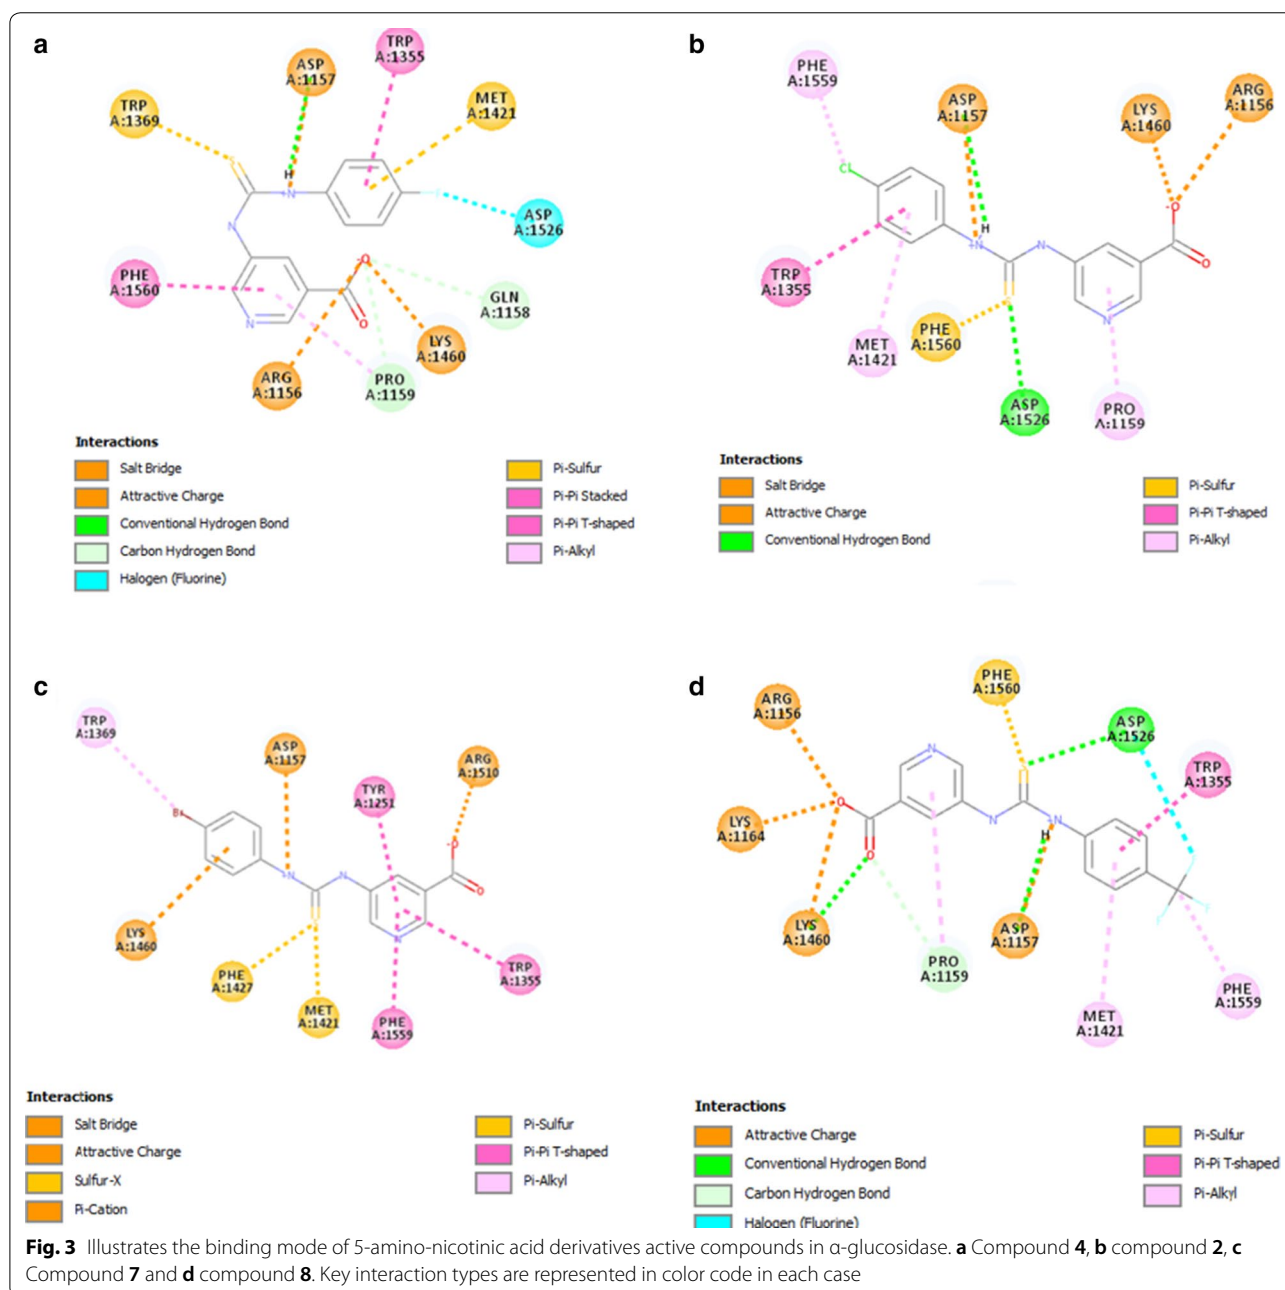 a
TRP
A:1355
ASP
A:1157
TRP
A:1369
MET
A:1421
H
S
N
N
F
ASP
A:1526
PHE
A:1560
-O
GLN
A:1158
N
O
LYS
A:1460
ARG
A:1156
PRO
A:1159
Interactions
Salt Bridge
Attractive Charge
Conventional Hydrogen Bond
Carbon Hydrogen Bond
Halogen (Fluorine)
Pi-Sulfur
Pi-Pi Stacked
Pi-Pi T-shaped
Pi-Alkyl
b
PHE
A:1559
ASP
A:1157
LYS
A:1460
ARG
A:1156
Cl
H
N
N
-O
O
TRP
A:1355
S
N
PHE
A:1560
MET
A:1421
ASP
A:1526
PRO
A:1159
Interactions
Salt Bridge
Attractive Charge
Conventional Hydrogen Bond
Pi-Sulfur
Pi-Pi T-shaped
Pi-Alkyl
c
TRP
A:1369
ASP
A:1157
TYR
A:1251
ARG
A:1510
Br
-O
N
N
O
S
N
LYS
A:1460
PHE
A:1427
MET
A:1421
PHE
A:1559
TRP
A:1355
Interactions
Salt Bridge
Attractive Charge
Sulfur-X
Pi-Cation
Pi-Sulfur
Pi-Pi T-shaped
Pi-Alkyl
d
PHE
A:1560
ARG
A:1156
ASP
A:1526
TRP
A:1355
N
S
-O
LYS
A:1164
N
N
H
O
F
F
F
LYS
A:1460
ASP
A:1157
PRO
A:1159
MET
A:1421
PHE
A:1559
Interactions
Attractive Charge
Conventional Hydrogen Bond
Carbon Hydrogen Bond
Halogen (Fluorine)
Pi-Sulfur
Pi-Pi T-shaped
Pi-Alkyl
Fig. 3 Illustrates the binding mode of 5-amino-nicotinic acid derivatives active compounds in α-glucosidase. a Compound 4, b compound 2, c
Compound 7 and d compound 8. Key interaction types are represented in color code in each case